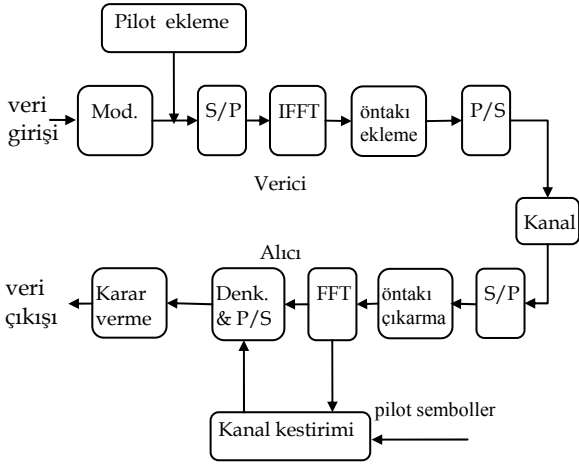 Pilot ekleme
veri
girişi
Mod.
S/P
IFFT
öntakı
ekleme
P/S
Verici
Kanal
Alıcı
veri
çıkışı
Karar
verme
Denk.
& P/S
FFT
öntakı
çıkarma
S/P
Kanal kestirimi
pilot semboller